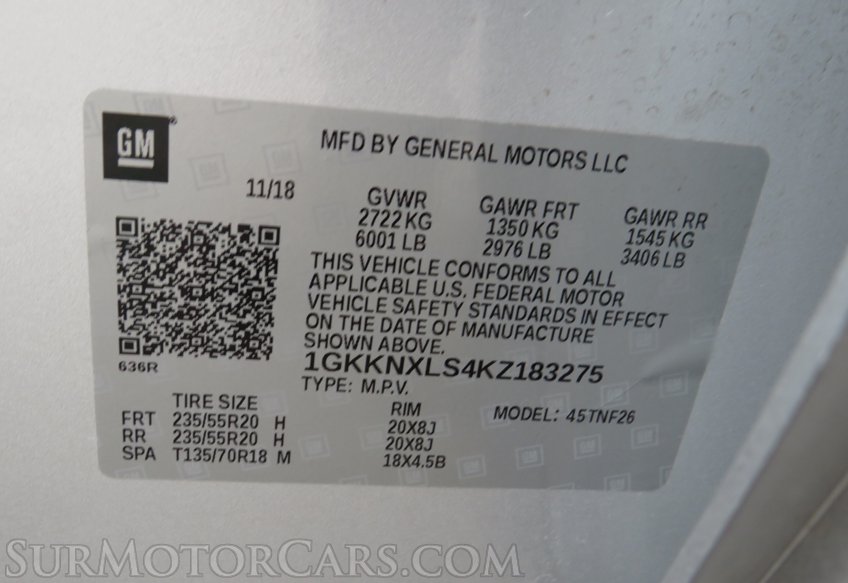 GM®
MFD BY GENERAL MOTORS LLC
11/18
GVWR
2722 KG
6001 LB
GAWR FRT
1350 KG
2976 LB
GAWR RR
1545 KG
3406 LB
THIS VEHICLE CONFORMS TO ALL
APPLICABLE U.S. FEDERAL MOTOR
VEHICLE SAFETY STANDARDS IN EFFECT
ON THE DATE OF MANUFACTURE
SHOWN ABOVE.
636R
1GKKNXLS4KZ183275
TYPE: M.P.V.
MODEL: 45TNF26
TIRE SIZE RIM
FRT 235/55R20 H 20X8J
RR 235/55R20 H 20X8J
SPA T135/70R18 M 18X4.5B
SurMotorCars.com